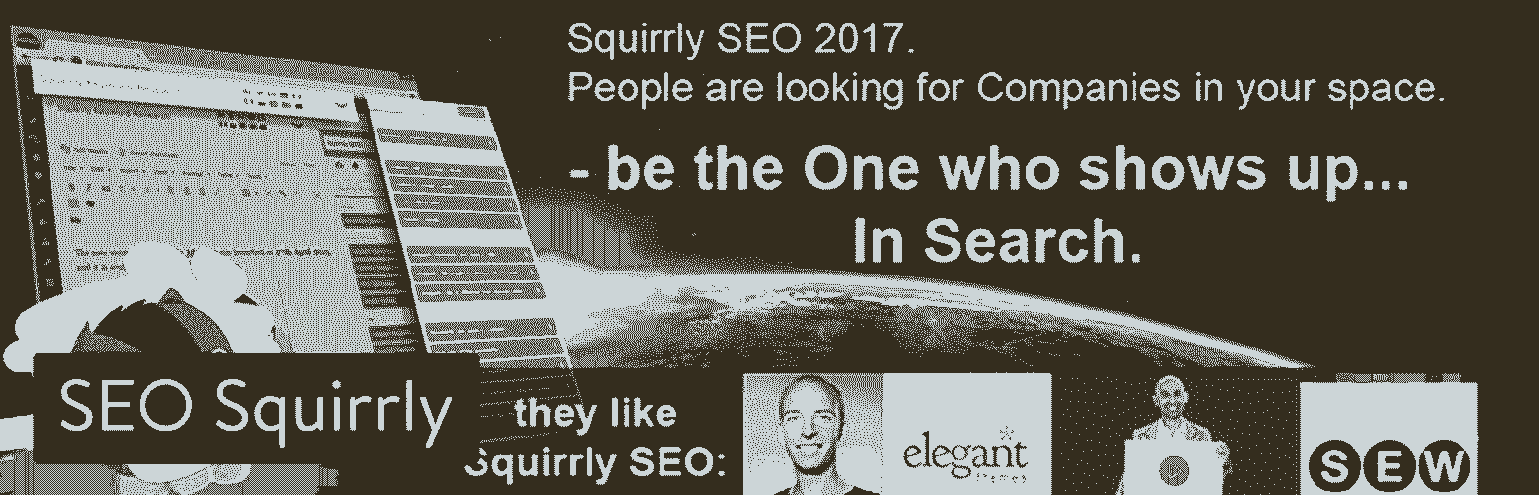 Squirrly SEO 2017.
People are looking for Companies in your space.
- be the One who shows up...
In Search.
SEO Squirrly
they like
Squirrly SEO:
elegant
themes
SEW